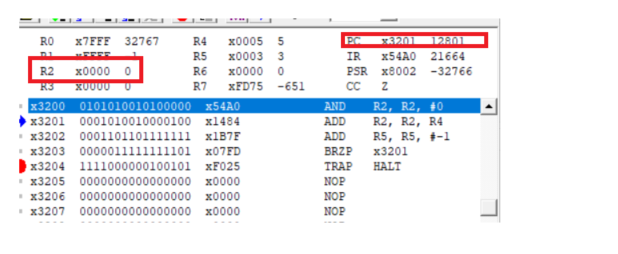 R0 x7FFF 32767 R4 x0005 5 PC x3201 12801
R1 xFFFF -1 R5 x0003 3 IR x54A0 21664
R2 x0000 0 R6 x0000 0 PSR x8002 -32766
R3 x0000 0 R7 xFD75 -651 CC Z
x3200 0101010010100000 x54A0 AND R2, R2, #0
x3201 0001010010000100 x1484 ADD R2, R2, R4
x3202 0001101101111111 x1B7F ADD R5, R5, #-1
x3203 0000011111111101 x07FD BRZP x3201
x3204 1111000000100101 xF025 TRAP HALT
x3205 0000000000000000 x0000 NOP
x3206 0000000000000000 x0000 NOP
x3207 0000000000000000 x0000 NOP